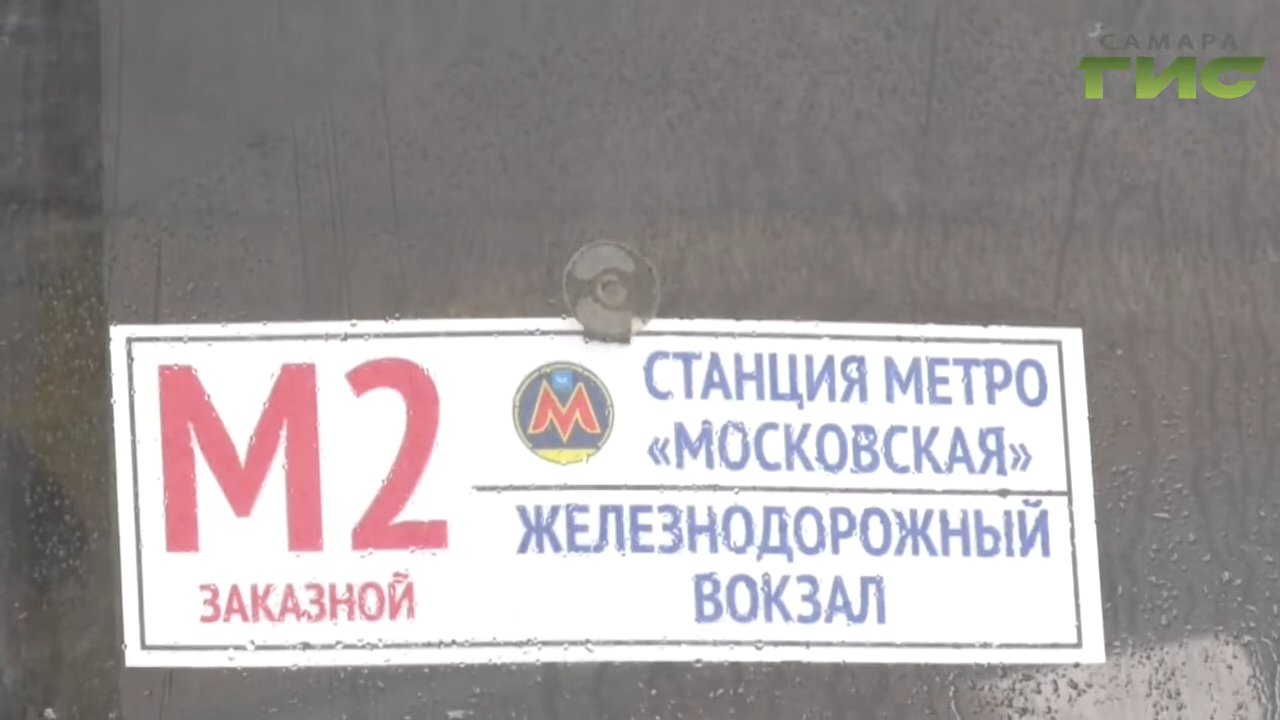 САМАРА
ГИС
М2
ЗАКАЗНОЙ
М
СТАНЦИЯ МЕТРО
«МОСКОВСКАЯ»
ЖЕЛЕЗНОДОРОЖНЫЙ
ВОКЗАЛ